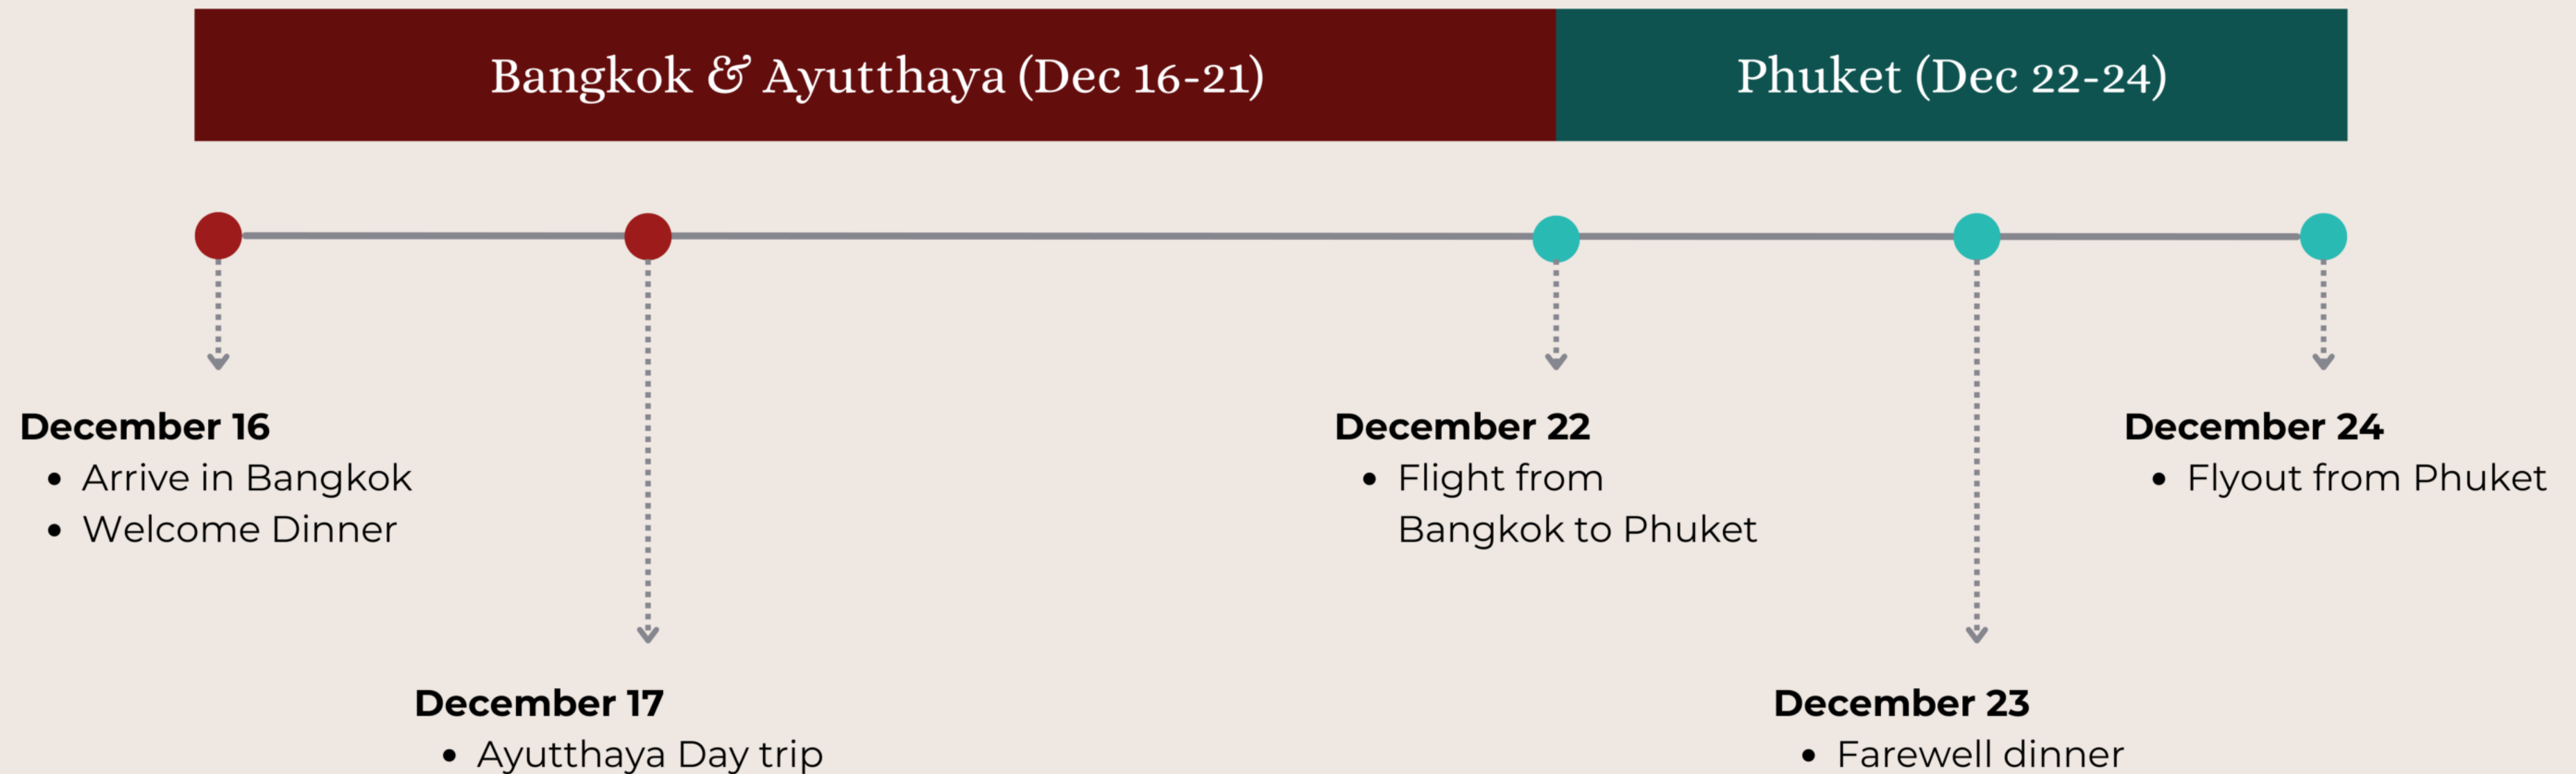 Bangkok & Ayutthaya (Dec 16-21)
Phuket (Dec 22-24)
December 16
• Arrive in Bangkok
• Welcome Dinner
December 17
• Ayutthaya Day trip
December 22
• Flight from
Bangkok to Phuket
December 23
• Farewell dinner
December 24
• Flyout from Phuket